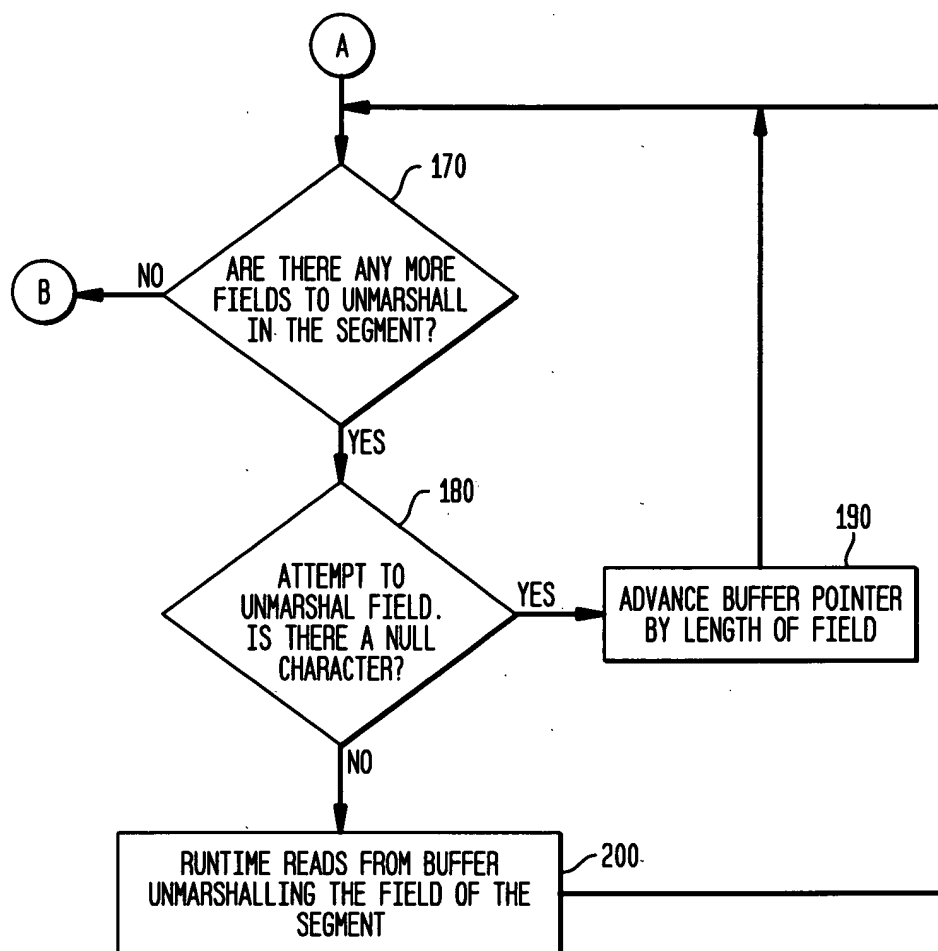 A
170
ARE THERE ANY MORE
FIELDS TO UNMARSHALL
IN THE SEGMENT?
NO
B
YES
180
ATTEMPT TO
UNMARSHAL FIELD.
IS THERE A NULL
CHARACTER?
YES
190
ADVANCE BUFFER POINTER
BY LENGTH OF FIELD
NO
RUNTIME READS FROM BUFFER
UNMARSHALLING THE FIELD OF THE
SEGMENT
200